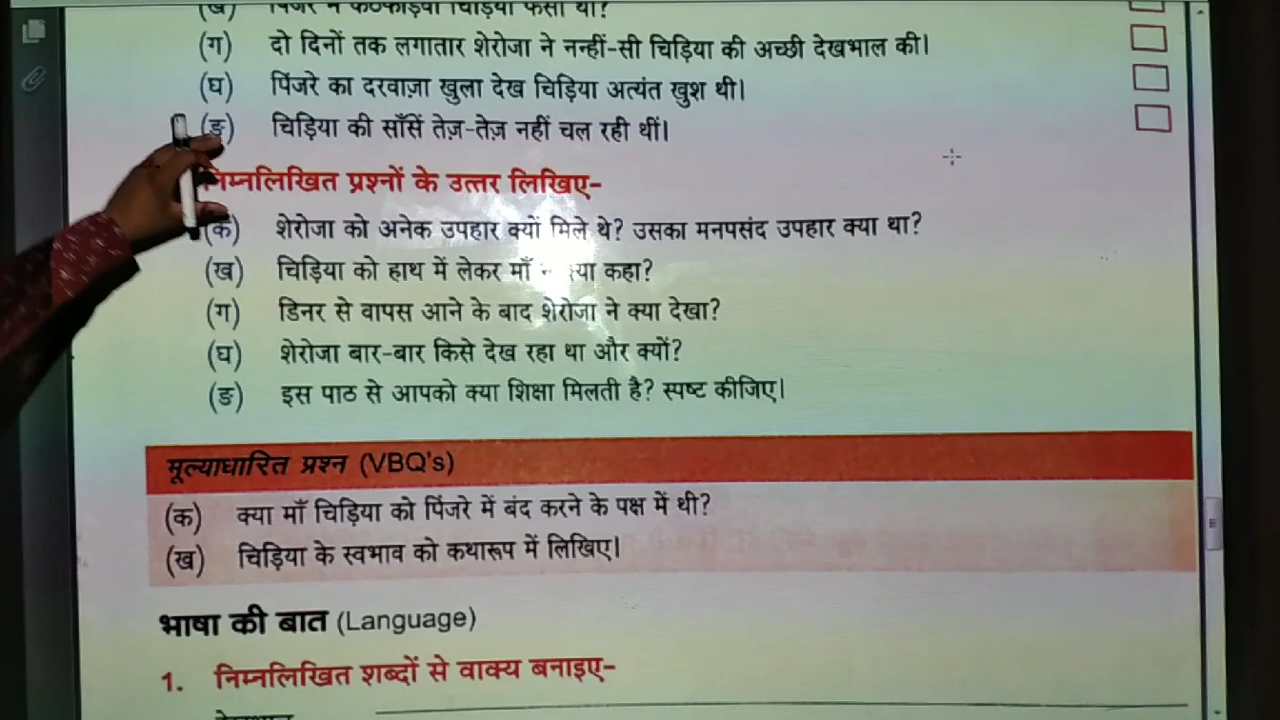 (ख) चिड़िया
(ग) दो दिनों तक लगातार शेरोजा ने नन्हीं-सी चिड़िया की अच्छी देखभाल की।
(घ) पिंजरे का दरवाज़ा खुला देख चिड़िया अत्यंत खुश थी।
(ङ) चिड़िया की साँसें तेज़-तेज़ नहीं चल रही थीं।
निम्नलिखित प्रश्नों के उत्तर लिखिए-
(क) शेरोजा को अनेक उपहार क्यों मिले थे? उसका मनपसंद उपहार क्या था?
(ख) चिड़िया को हाथ में लेकर माँ कहा?
(ग) डिनर से वापस आने के बाद शेरोजा ने क्या देखा?
(घ) शेरोजा बार-बार किसे देख रहा था और क्यों?
(ङ) इस पाठ से आपको क्या शिक्षा मिलती है? स्पष्ट कीजिए।
मूल्याधारित प्रश्न (VBQ's)
(क) क्या माँ चिड़िया को पिंजरे में बंद करने के पक्ष में थी?
(ख) चिड़िया के स्वभाव को कथारूप में लिखिए।
भाषा की बात (Language)
1. निम्नलिखित शब्दों से वाक्य बनाइए-